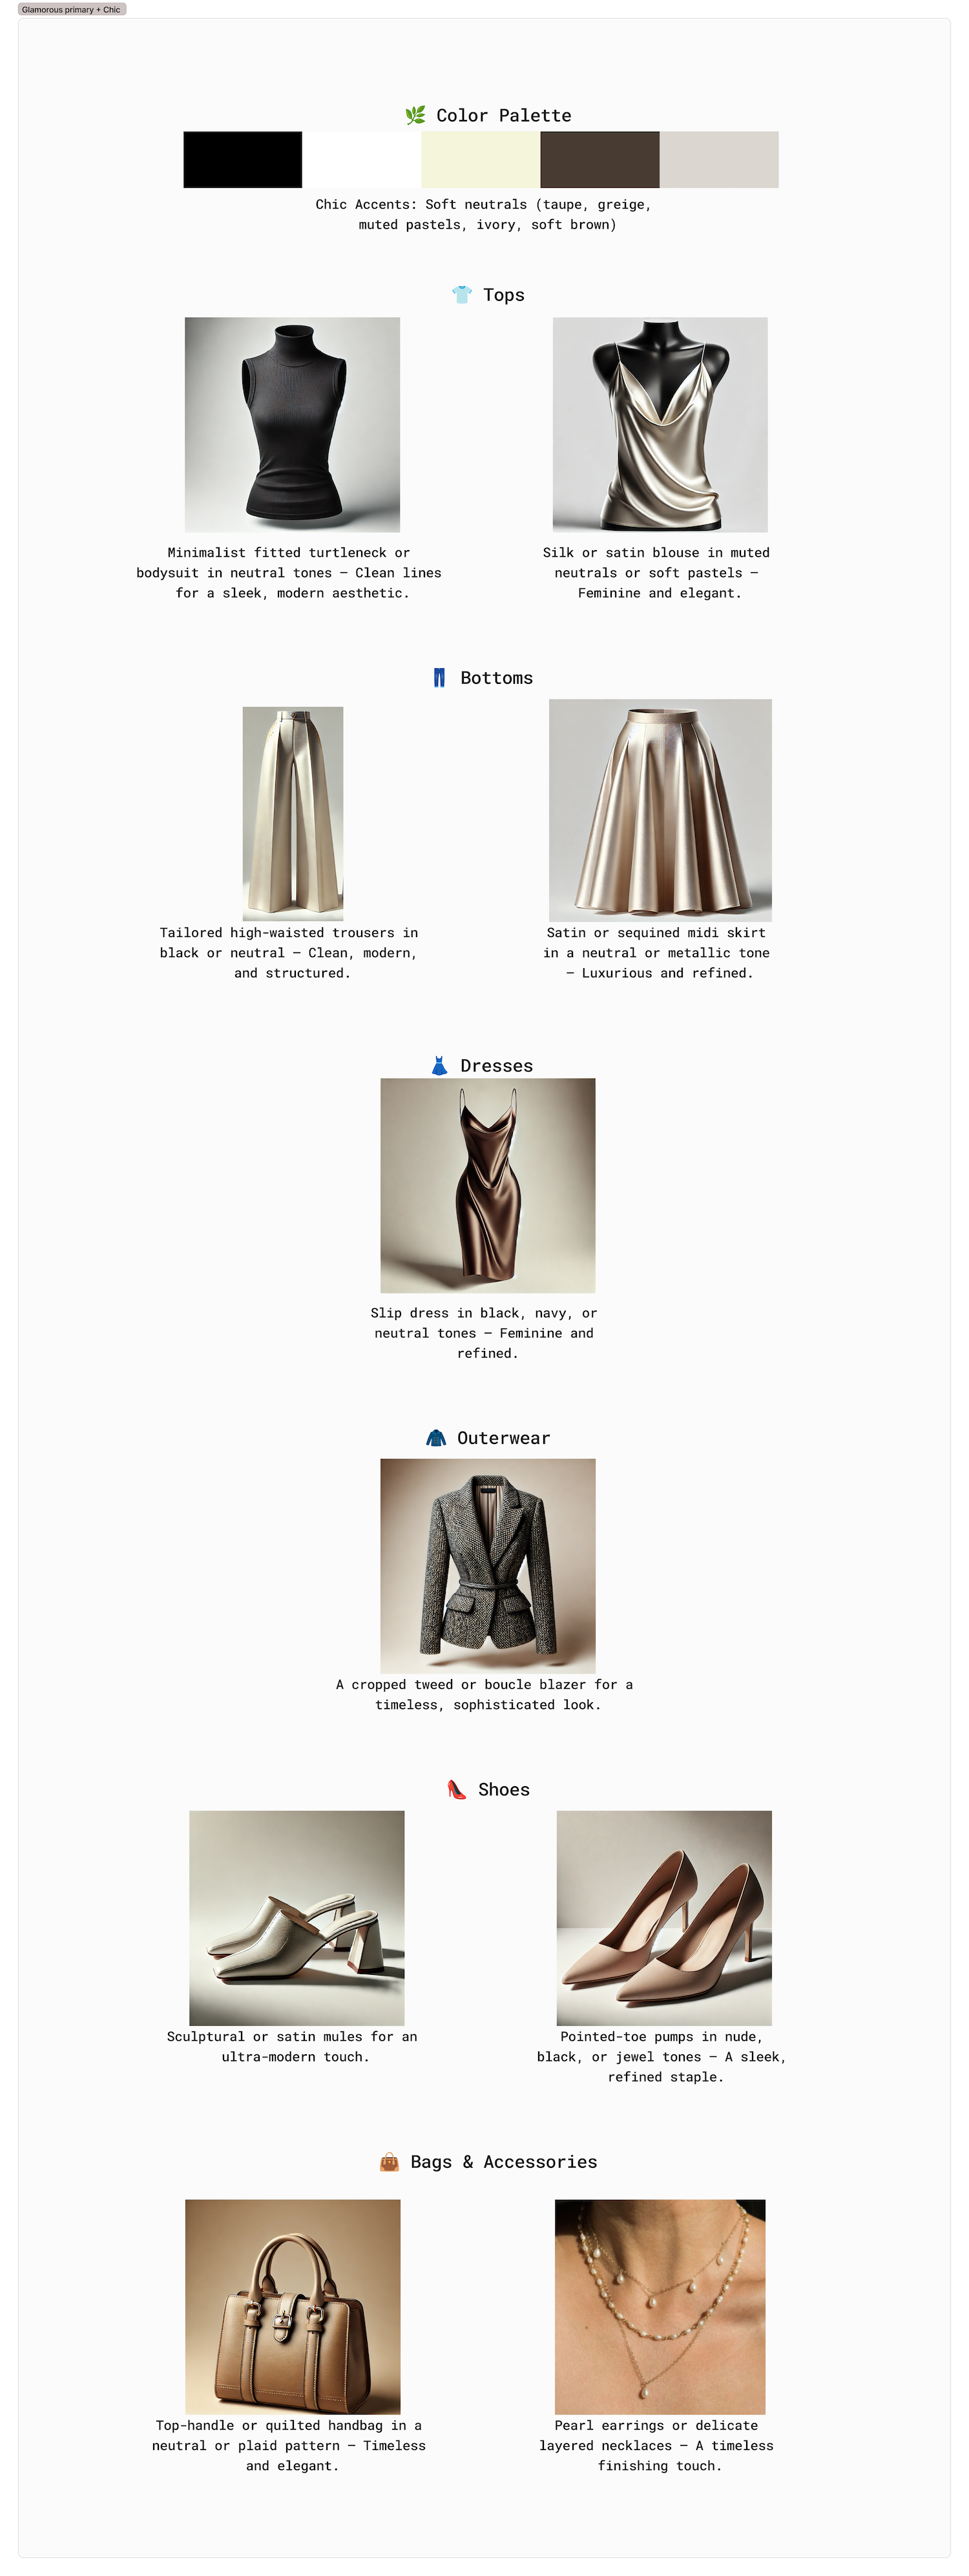 Glamorous primary + Chic
🌿 Color Palette
Chic Accents: Soft neutrals (taupe, greige,
muted pastels, ivory, soft brown)
👕 Tops
Minimalist fitted turtleneck or
bodysuit in neutral tones – Clean lines
for a sleek, modern aesthetic.
Silk or satin blouse in muted
neutrals or soft pastels –
Feminine and elegant.
👖 Bottoms
Tailored high-waisted trousers in
black or neutral – Clean, modern,
and structured.
Satin or sequined midi skirt
in a neutral or metallic tone
– Luxurious and refined.
👗 Dresses
Slip dress in black, navy, or
neutral tones – Feminine and
refined.
🧥 Outerwear
A cropped tweed or boucle blazer for a
timeless, sophisticated look.
👠 Shoes
Sculptural or satin mules for an
ultra-modern touch.
Pointed-toe pumps in nude,
black, or jewel tones – A sleek,
refined staple.
👜 Bags & Accessories
Top-handle or quilted handbag in a
neutral or plaid pattern – Timeless
and elegant.
Pearl earrings or delicate
layered necklaces – A timeless
finishing touch.